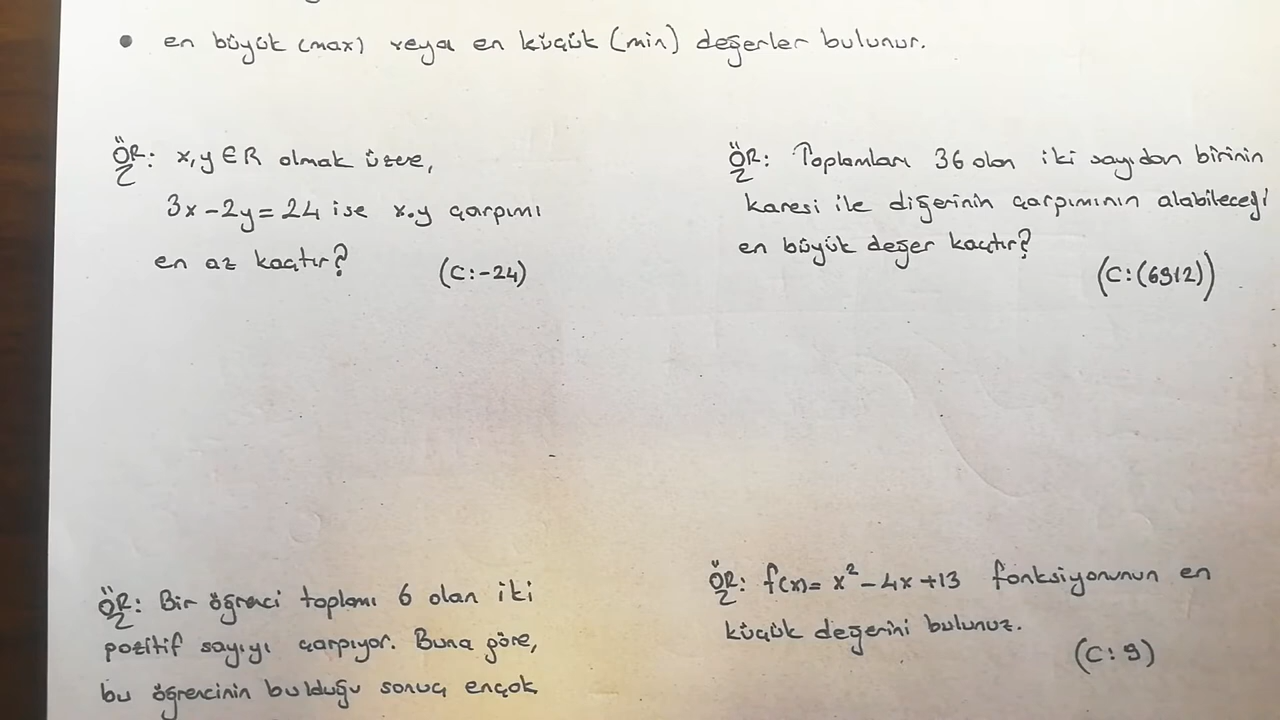 • en büyük (max) veya en küçük (min) değerler bulunur.
ÖR: x,y ∈ R olmak üzere,
3x-2y=24 ise x.y çarpımı
en az kaçtır? (C:-24)
ÖR: Toplamları 36 olan iki sayıdan birinin
karesi ile diğerinin çarpımının alabileceği
en büyük değer kaçtır?
(C:(6912))
ÖR: Bir öğrenci toplamı 6 olan iki
pozitif sayıyı çarpıyor. Buna göre,
bu öğrencinin bulduğu sonuç ençok
ÖR: f(x)= x²-4x+13 fonksiyonunun en
küçük değerini bulunuz.
(C:9)